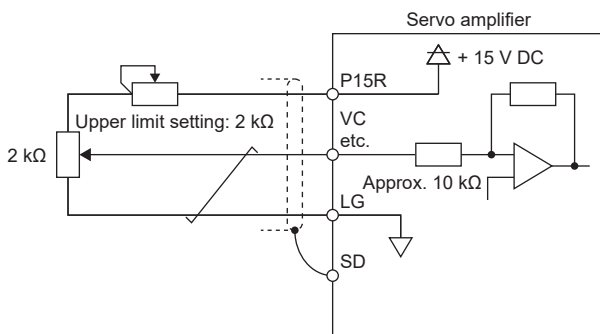 Servo amplifier
+ 15 V DC
P15R
Upper limit setting: 2 kΩ
VC
etc.
2 kΩ
Approx. 10 kΩ
LG
SD